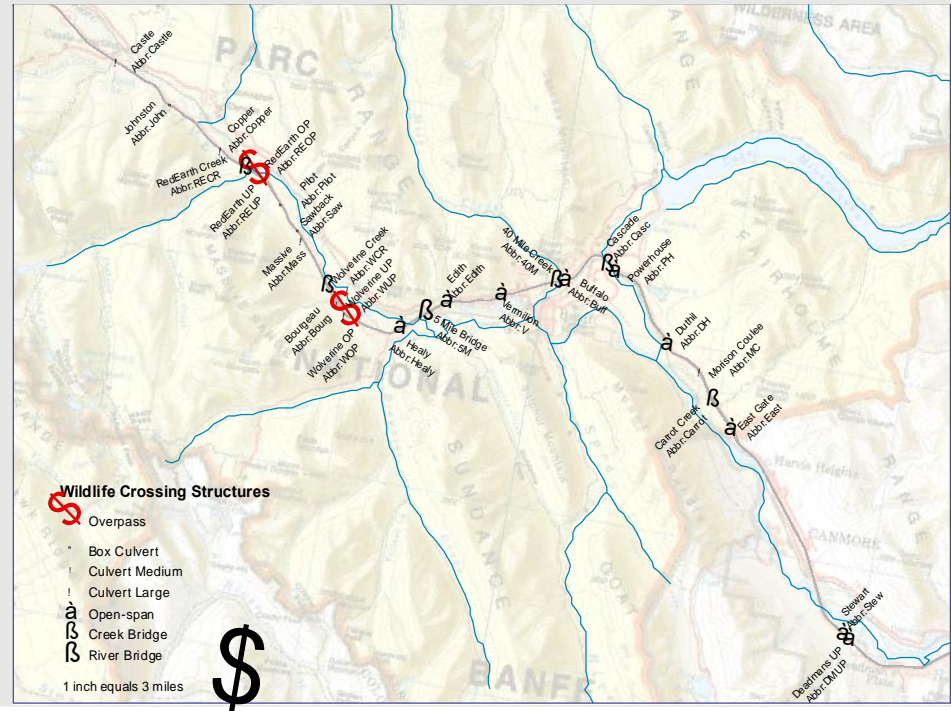 WILDERNESS AREA
PARC
Castle
Abbr.Castle
Johnston
Abbr.John
Copper
Abbr.Copper
RedEarth OP
Abbr.REOP
RedEarth Creek
Abbr.RECR
RedEarth UP
Abbr.REUP
Pilot
Abbr.Pilot
Sawback
Abbr.Saw
Massive
Abbr.Mass
Wolverine Creek
Abbr.WCR
Wolverine UP
Abbr.WUP
Bourgeau
Abbr.Bourg
Wolverine OP
Abbr.WOP
Healy
Abbr.Healy
5 Mile Bridge
Abbr.5M
Edith
Abbr.Edith
Vermilion
Abbr.V
40 Mile Creek
Abbr.40M
Buffalo
Abbr.Buff
Cascade
Abbr.Casc
Powerhouse
Abbr.PH
Duthil
Abbr.DH
Morison Coulee
Abbr.MC
Carrot Creek
Abbr.Carrot
East Gate
Abbr.East
Stewart
Abbr.Stew
Deadmans UP
Abbr.DMUP
CANMORE
SUNDANCE
RANGE
BANFF
Wildlife Crossing Structures
$ Overpass
" Box Culvert
! Culvert Medium
! Culvert Large
à Open-span
ß Creek Bridge
ß River Bridge
1 inch equals 3 miles
$